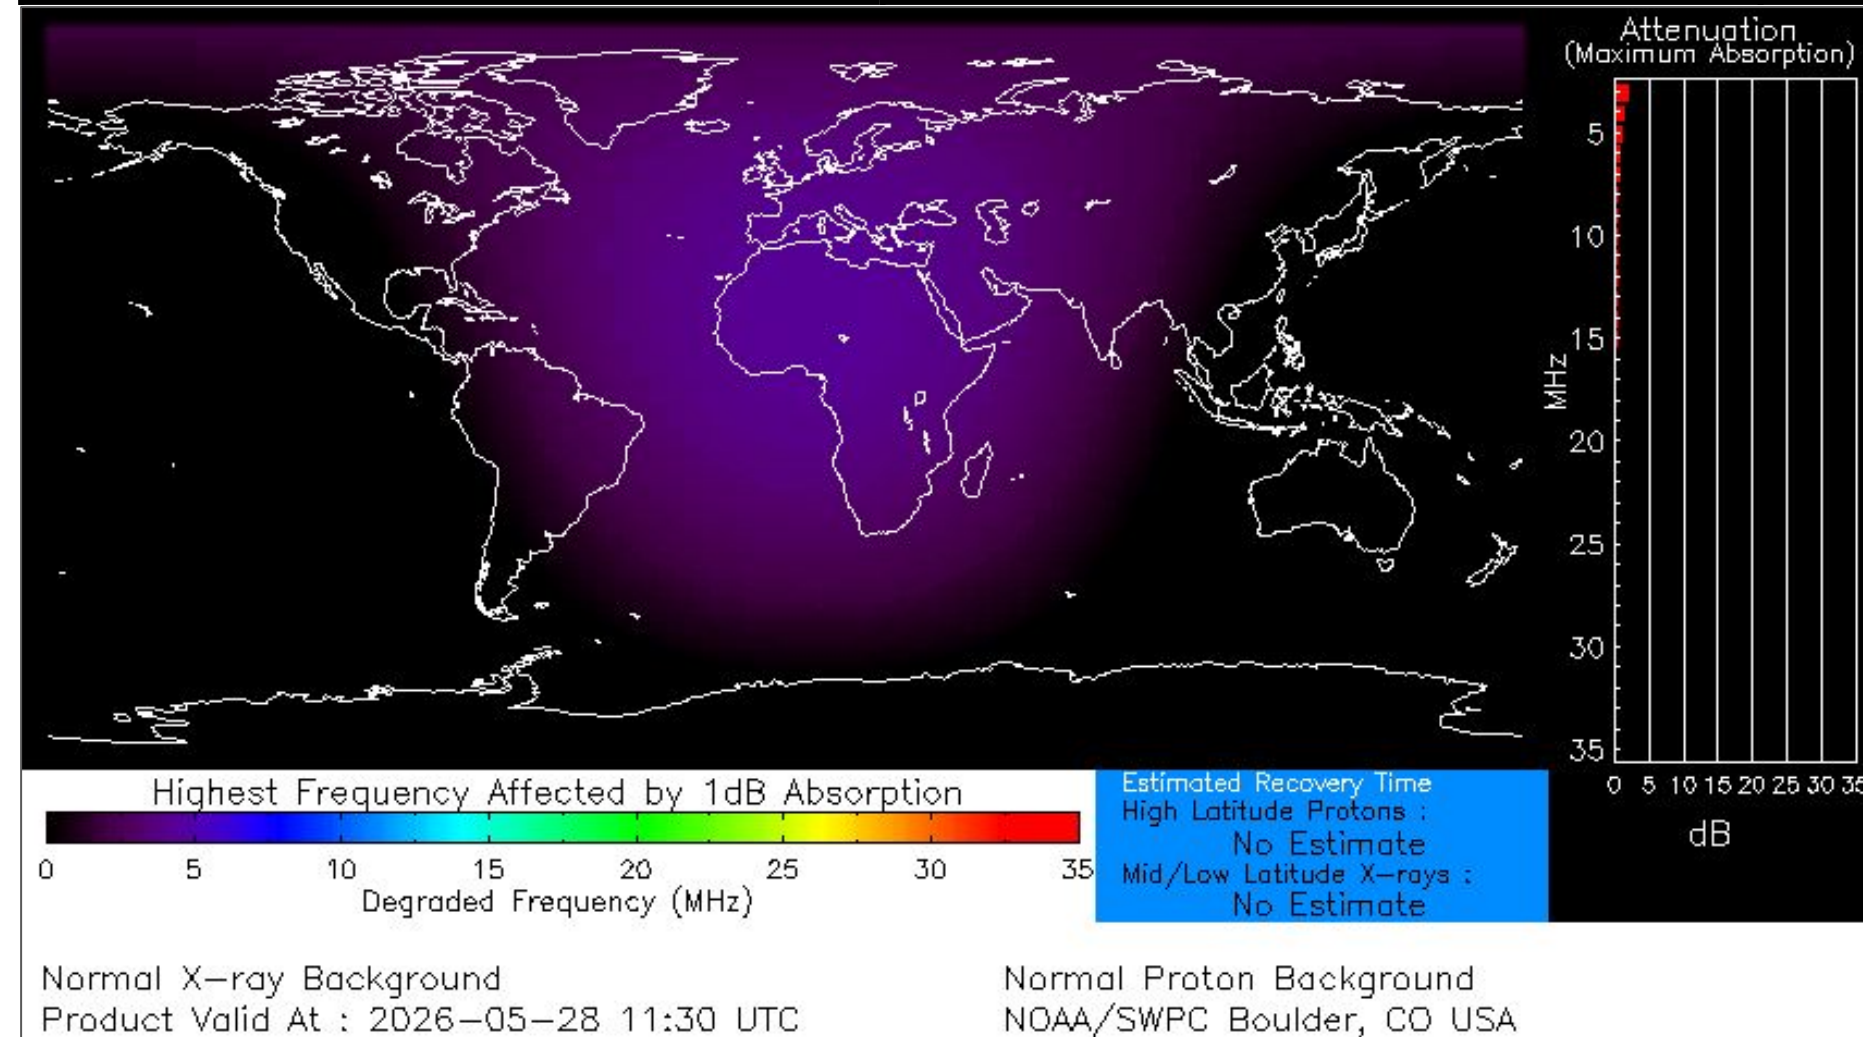 Attenuation
(Maximum Absorption)
5
10
15
20
25
30
35
MHz
0 5 10 15 20 25 30 35
dB
Highest Frequency Affected by 1dB Absorption
0 5 10 15 20 25 30 35
Degraded Frequency (MHz)
Estimated Recovery Time
High Latitude Protons :
No Estimate
Mid/Low Latitude X-rays :
No Estimate
Normal X-ray Background
Normal Proton Background
Product Valid At : 2026-05-28 11:30 UTC
NOAA/SWPC Boulder, CO USA